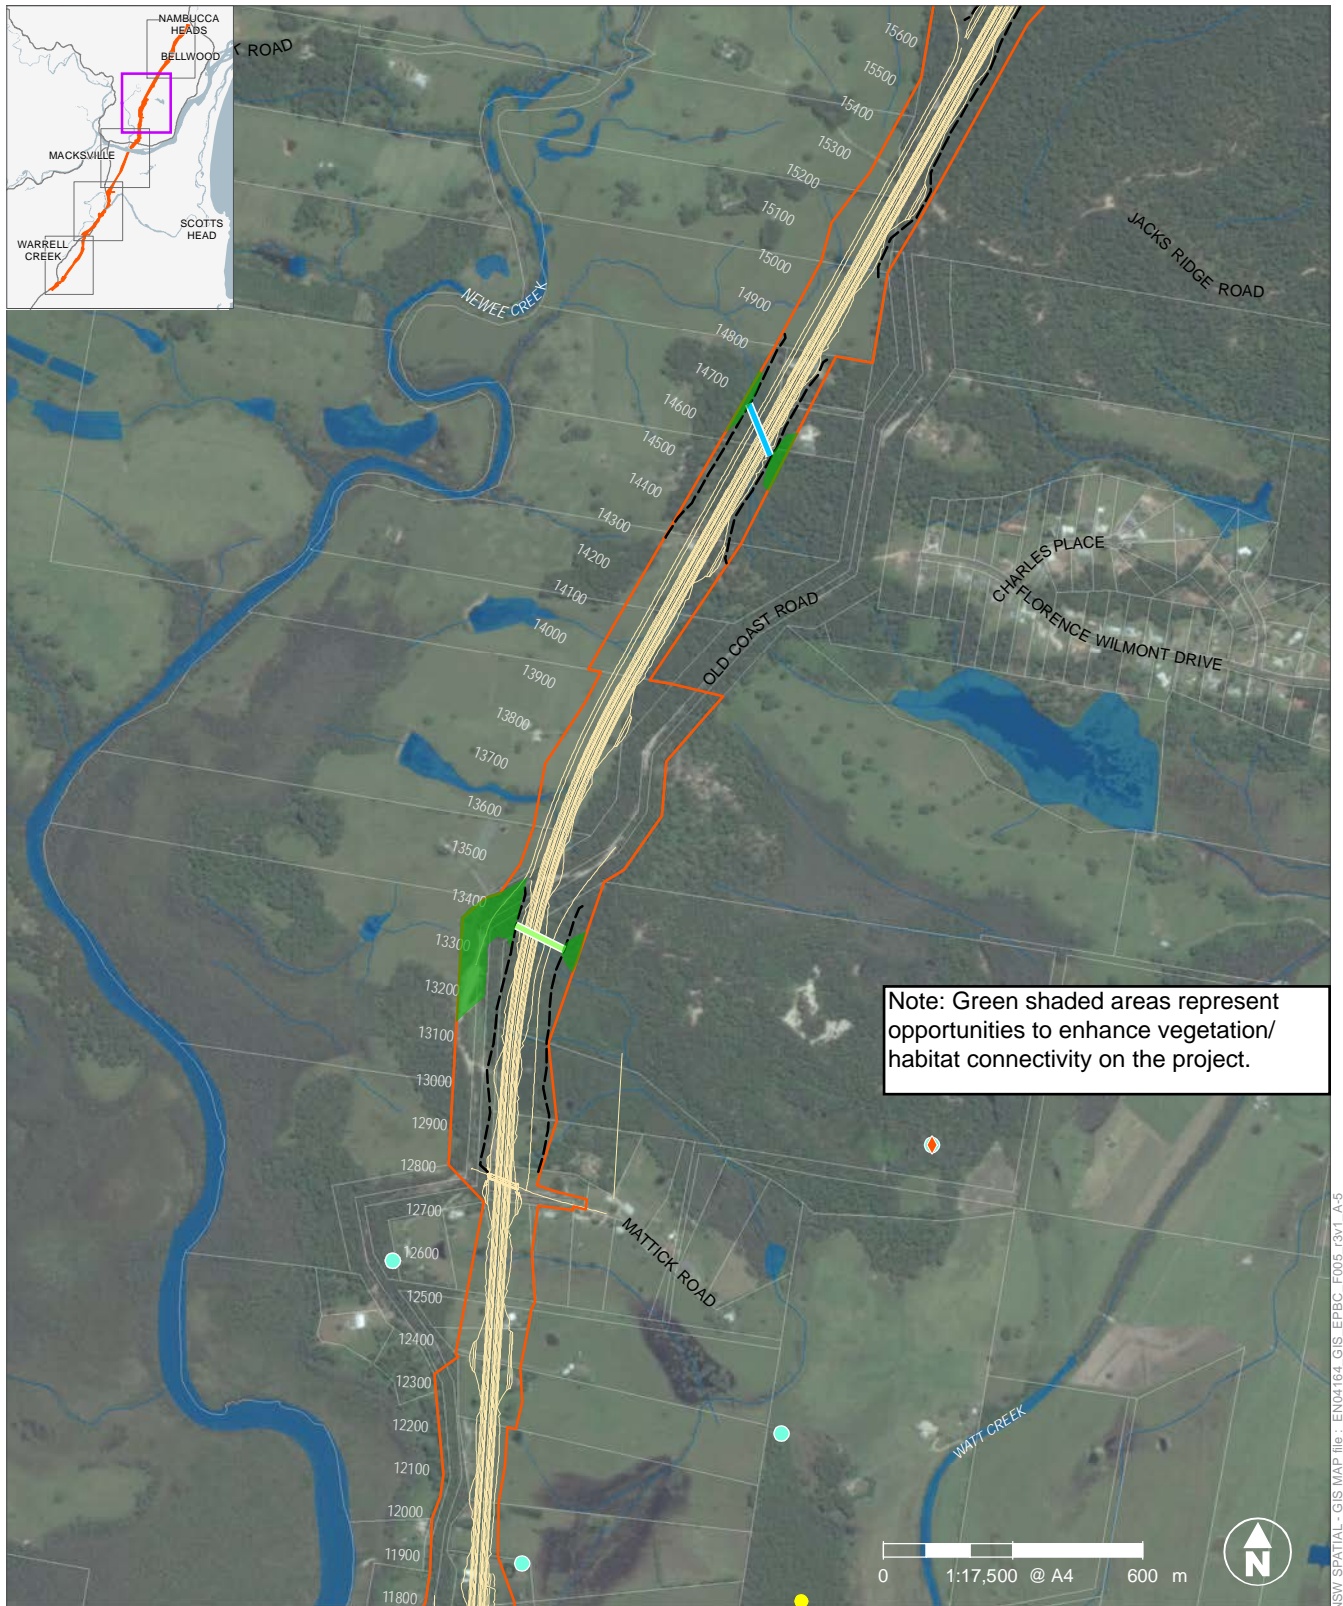 NAMBUCCA
HEADS
BELLWOOD
MACKSVILLE
SCOTTS
HEAD
WARRELL
CREEK
K ROAD
15600
15500
15400
15300
15200
15100
15000
14900
14800
14700
14600
14500
14400
14300
14200
14100
14000
13900
13800
13700
13600
13500
13400
13300
13200
13100
13000
12900
12800
12700
12600
12500
12400
12300
12200
12100
12000
11900
11800
JACKS RIDGE ROAD
NEWEE CREEK
CHARLES PLACE
FLORENCE WILMONT DRIVE
OLD COAST ROAD
Note: Green shaded areas represent
opportunities to enhance vegetation/
habitat connectivity on the project.
MATTICK ROAD
WATT CREEK
0 1:17,500 @ A4 600 m
N
NSW SPATIAL - GIS MAP file : EN04164_GIS_EPBC_F005_r3v1_A-5